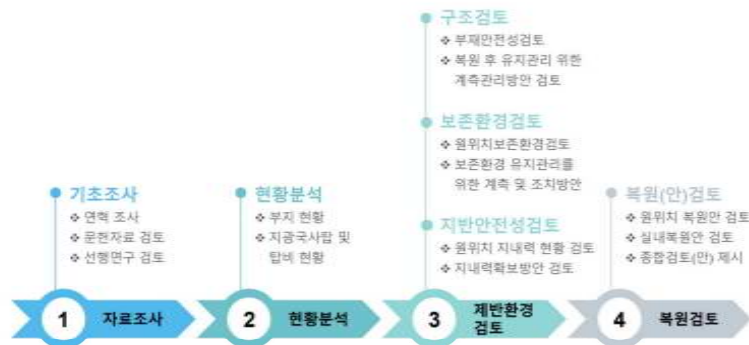 구조검토
❖ 부재안전성검토
❖ 복원 후 유지관리 위한
계측관리방안 검토
보존환경검토
❖ 원위치보존환경검토
❖ 보존환경 유지관리를
위한 계측 및 조치방안
기초조사
❖ 연혁 조사
❖ 문헌자료 검토
❖ 선행연구 검토
현황분석
❖ 부지 현황
❖ 지광국사탑 및
탑비 현황
지반안전성검토
❖ 원위치 지내력 현황 검토
❖ 지내력확보방안 검토
복원(안)검토
❖ 원위치 복원안 검토
❖ 실내복원안 검토
❖ 종합검토(안) 제시
1 자료조사
2 현황분석
3 제반환경
검토
4 복원검토